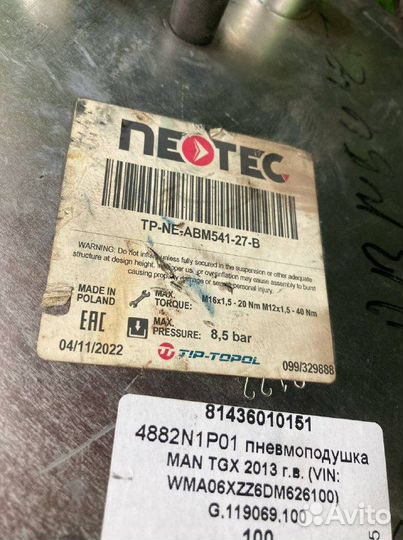 NEOTEC
TP-NE-ABM541-27-B
WARNING: Do not inflate unless fully secured in the suspension or other adequate
structure at design height. Improper use or overinflation may cause assembly to burst
causing property damage or severe personal injury.
MADE IN
POLAND
MAX.
TORQUE:
M16x1,5 - 20 Nm M12x1,5 - 40 Nm
EAC
MAX.
PRESSURE:
8,5 bar
04/11/2022
TIP-TOPOL
099/329888
81436010151
4882N1P01 пневмоподушка
MAN TGX 2013 г.в. (VIN:
WMA06XZZ6DM626100)
G.119069.100
100
Avito